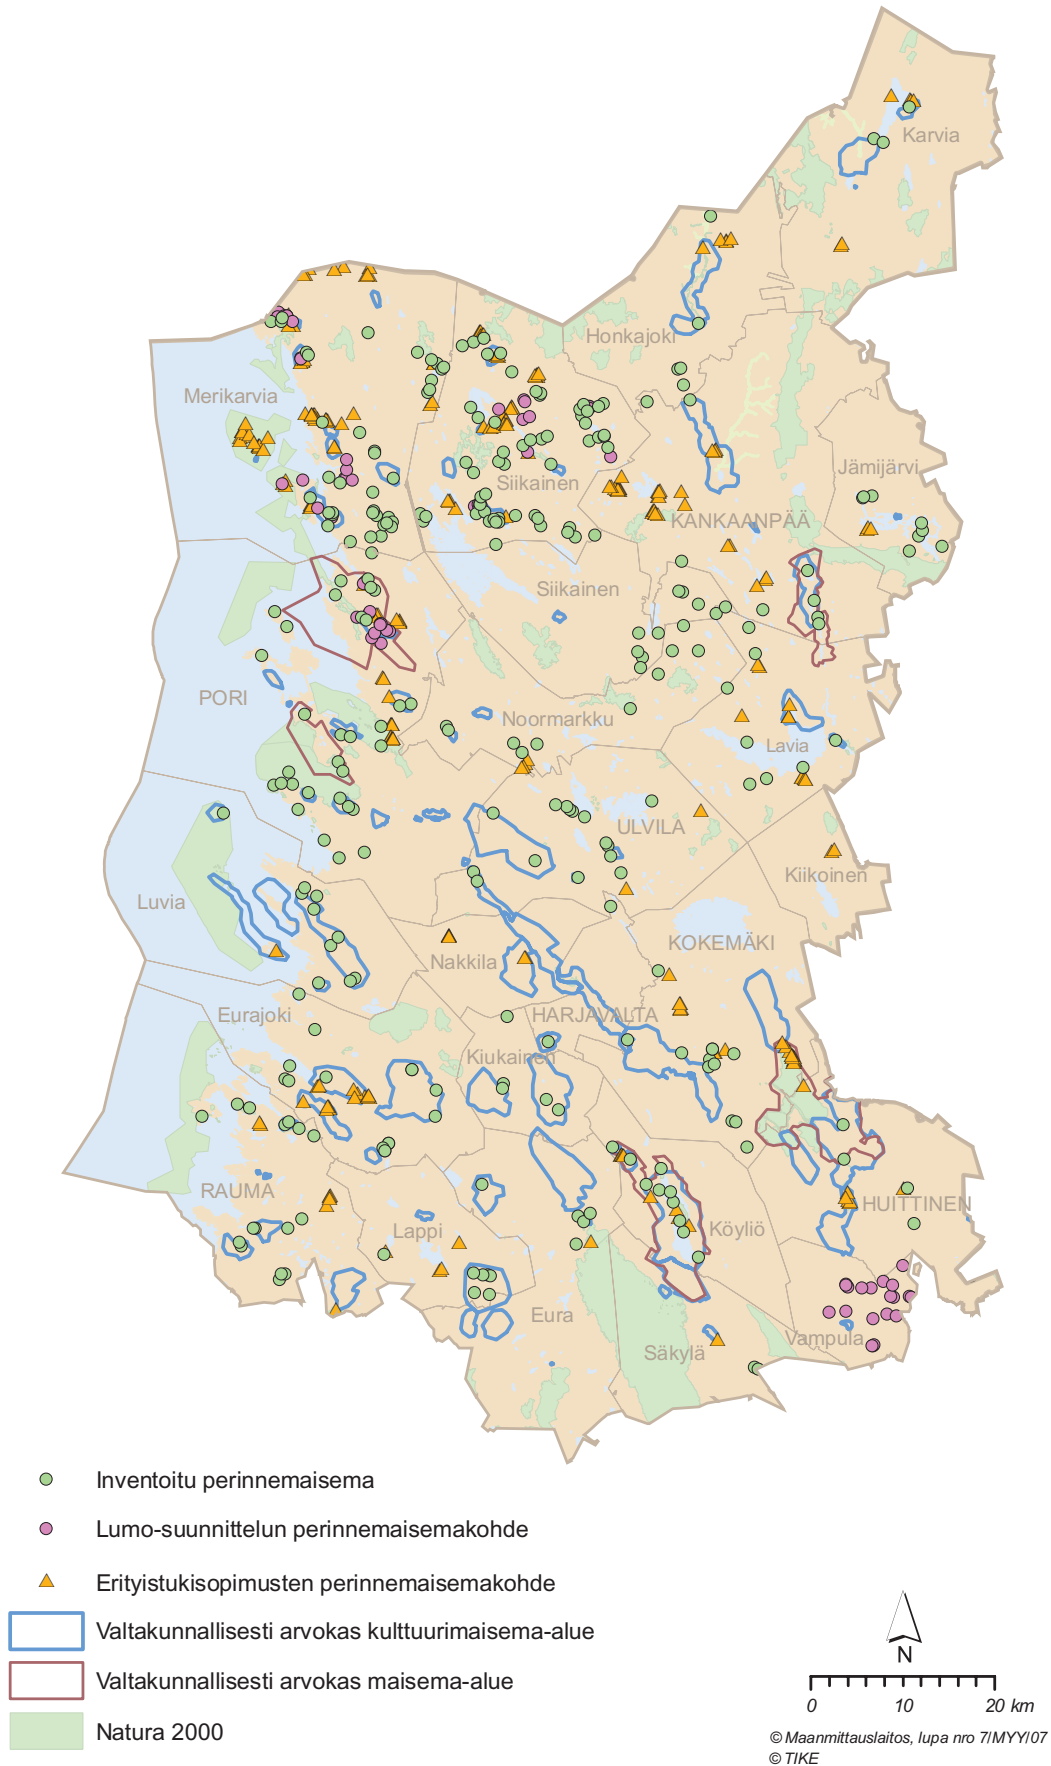 Karvia
Honkajoki
Merikarvia
Jämijärvi
Siikainen
KANKAANPÄÄ
Siikainen
PORI
Noormarkku
Lavia
ULVILA
Kiikoinen
Luvia
KOKEMÄKI
Nakkila
Eurajoki
HARJAVALTA
Kiukainen
RAUMA
HUITTINEN
Lappi
Köyliö
Eura
Vampula
Säkylä
Inventoitu perinnemaisema
Lumo-suunnittelun perinnemaisemakohde
Erityistukisopimusten perinnemaisemakohde
Valtakunnallisesti arvokas kulttuurimaisema-alue
Valtakunnallisesti arvokas maisema-alue
Natura 2000
N
0 10 20 km
© Maanmittauslaitos, lupa nro 7/MYY/07
© TIKE